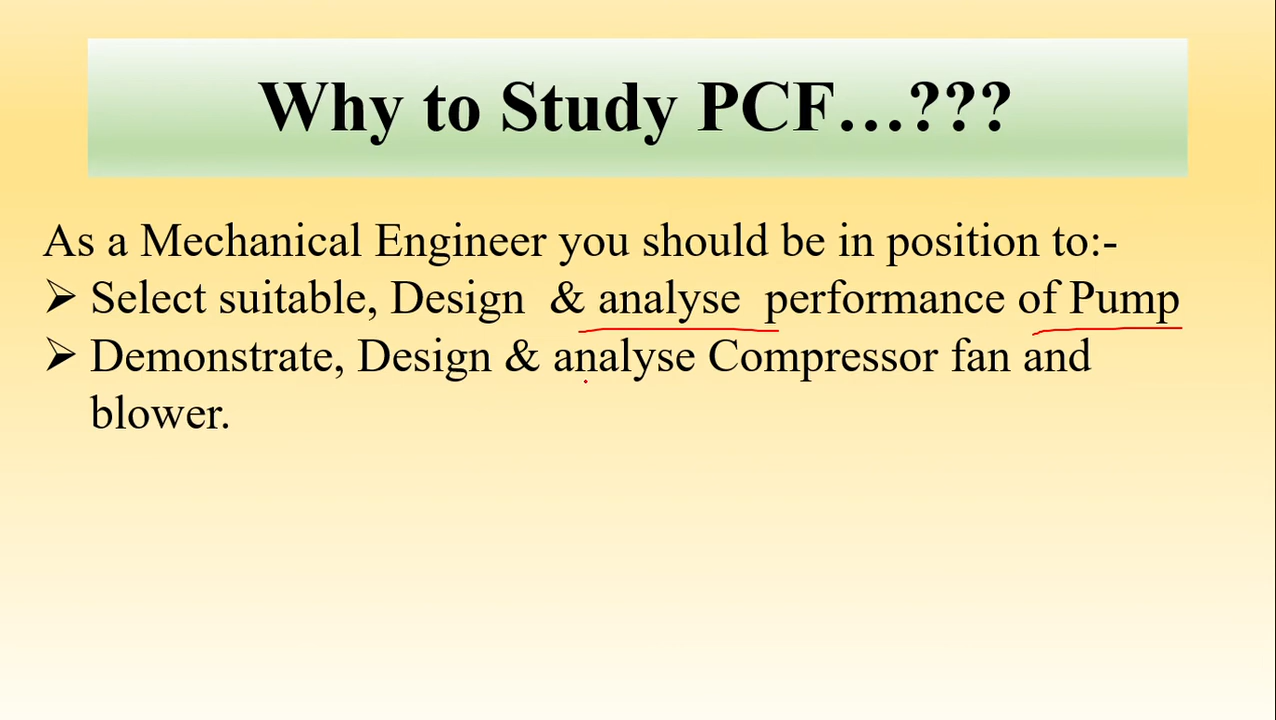 Why to Study PCF…???
As a Mechanical Engineer you should be in position to:-
➢ Select suitable, Design & analyse performance of Pump
➢ Demonstrate, Design & analyse Compressor fan and
blower.